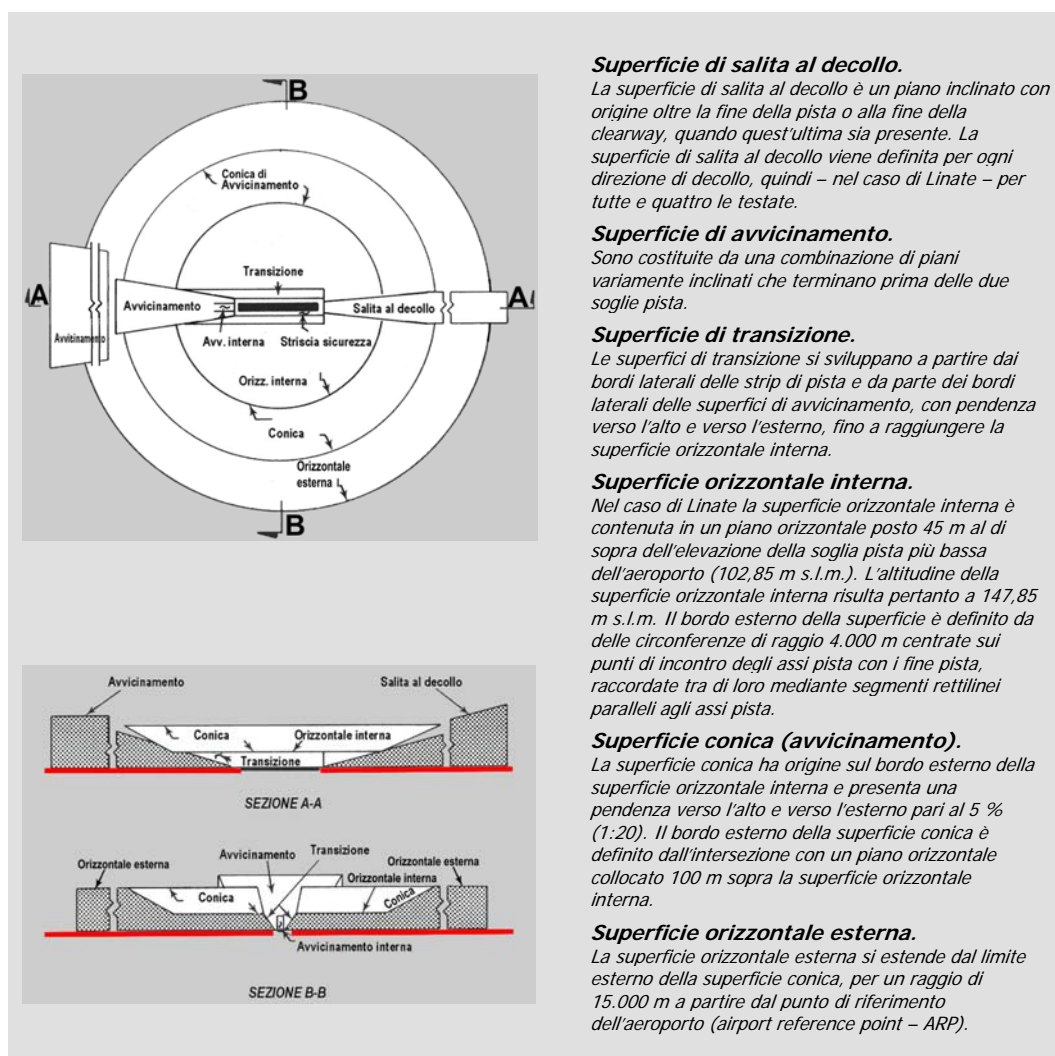 B
Conica di
Avvicinamento
Transizione
A
Avvicinamento
Salita al decollo
A
Avvitinamento
Avv. interna
Striscia sicurezza
Orizz. interna
Conica
Orizzontale
esterna
B
Avvicinamento
Salita al decollo
Conica
Orizzontale interna
Transizione
SEZIONE A-A
Orizzontale esterna
Avvicinamento
Transizione
Orizzontale esterna
Orizzontale interna
Conica
Conica
Avvicinamento interna
SEZIONE B-B
Superficie di salita al decollo.
La superficie di salita al decollo è un piano inclinato con
origine oltre la fine della pista o alla fine della
clearway, quando quest'ultima sia presente. La
superficie di salita al decollo viene definita per ogni
direzione di decollo, quindi – nel caso di Linate – per
tutte e quattro le testate.
Superficie di avvicinamento.
Sono costituite da una combinazione di piani
variamente inclinati che terminano prima delle due
soglie pista.
Superficie di transizione.
Le superfici di transizione si sviluppano a partire dai
bordi laterali delle strip di pista e da parte dei bordi
laterali delle superfici di avvicinamento, con pendenza
verso l'alto e verso l'esterno, fino a raggiungere la
superficie orizzontale interna.
Superficie orizzontale interna.
Nel caso di Linate la superficie orizzontale interna è
contenuta in un piano orizzontale posto 45 m al di
sopra dell'elevazione della soglia pista più bassa
dell'aeroporto (102,85 m s.l.m.). L'altitudine della
superficie orizzontale interna risulta pertanto a 147,85
m s.l.m. Il bordo esterno della superficie è definito da
delle circonferenze di raggio 4.000 m centrate sui
punti di incontro degli assi pista con i fine pista,
raccordate tra di loro mediante segmenti rettilinei
paralleli agli assi pista.
Superficie conica (avvicinamento).
La superficie conica ha origine sul bordo esterno della
superficie orizzontale interna e presenta una
pendenza verso l'alto e verso l'esterno pari al 5 %
(1:20). Il bordo esterno della superficie conica è
definito dall'intersezione con un piano orizzontale
collocato 100 m sopra la superficie orizzontale
interna.
Superficie orizzontale esterna.
La superficie orizzontale esterna si estende dal limite
esterno della superficie conica, per un raggio di
15.000 m a partire dal punto di riferimento
dell'aeroporto (airport reference point – ARP).